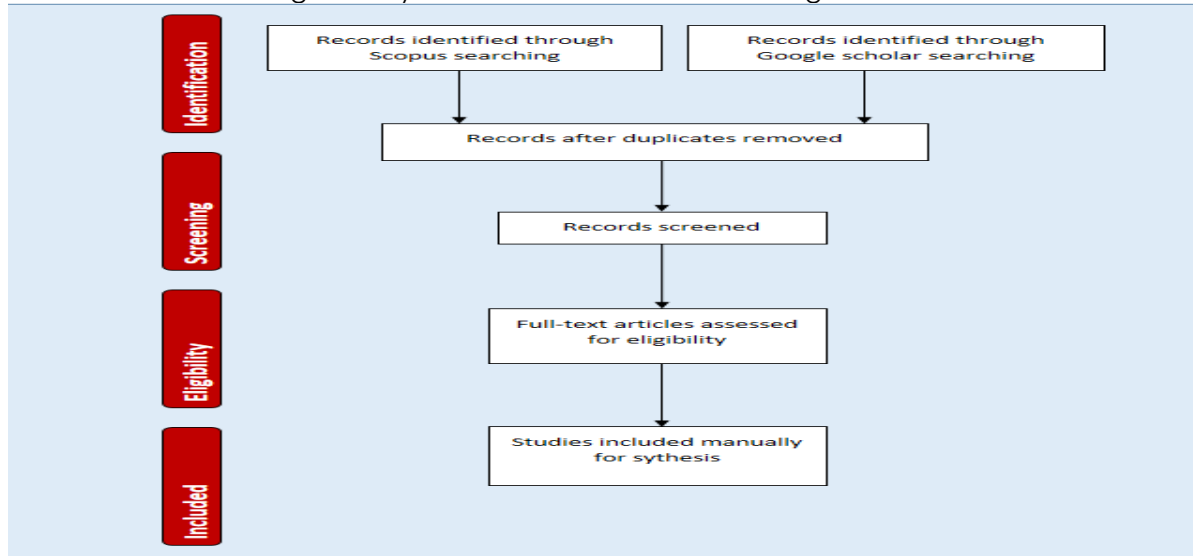 Identification
Records identified through
Scopus searching
Records identified through
Google scholar searching
Records after duplicates removed
Screening
Records screened
Eligibility
Full-text articles assessed
for eligibility
Included
Studies included manually
for sythesis